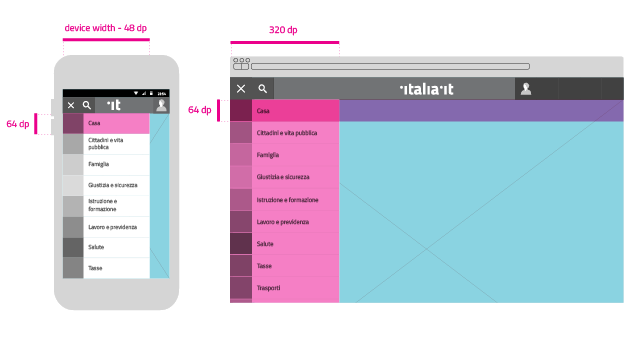 device width - 48 dp
320 dp
64 dp
·it
Casa
Cittadini e vita
pubblica
Famiglia
Giustizia e sicurezza
Istruzione e
formazione
Lavoro e previdenza
Salute
Tasse
64 dp
·italia·it
Casa
Cittadini e vita pubblica
Famiglia
Giustizia e sicurezza
Istruzione e formazione
Lavoro e previdenza
Salute
Tasse
Trasporti